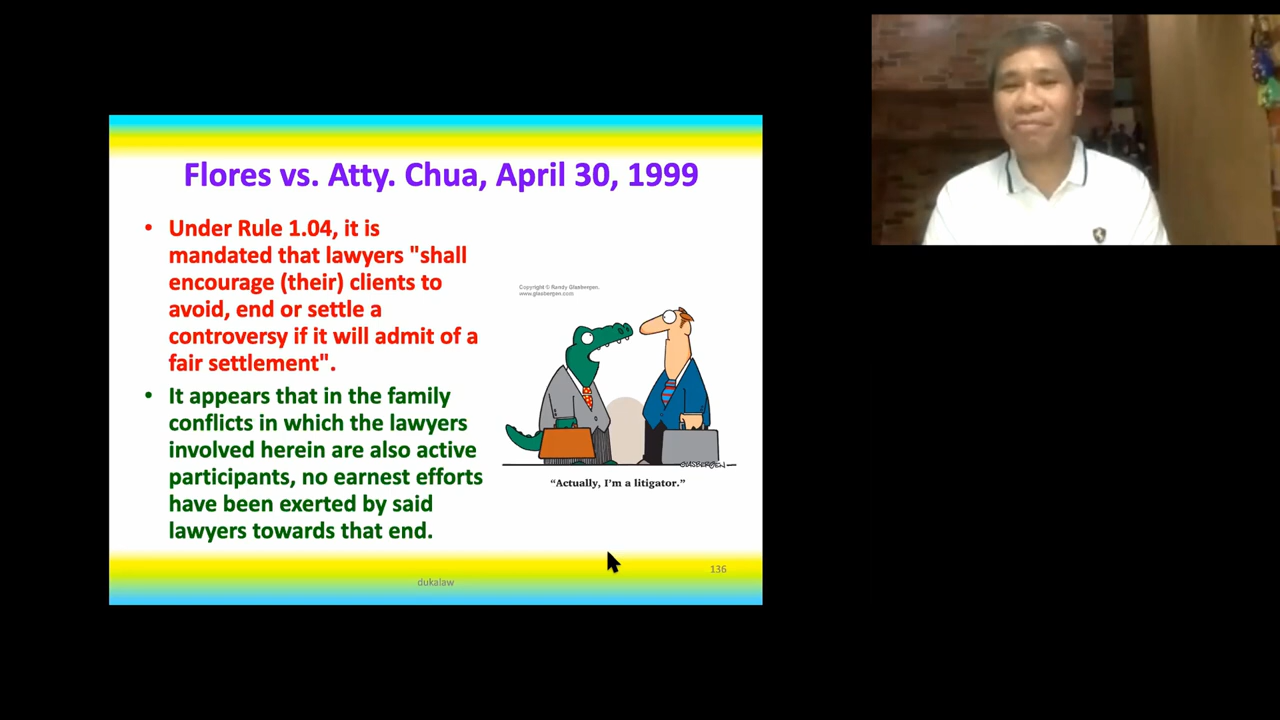 Flores vs. Atty. Chua, April 30, 1999
• Under Rule 1.04, it is
mandated that lawyers "shall
encourage (their) clients to
avoid, end or settle a
controversy if it will admit of a
fair settlement".
• It appears that in the family
conflicts in which the lawyers
involved herein are also active
participants, no earnest efforts
have been exerted by said
lawyers towards that end.
Copyright © Randy Glasbergen.
www.glasbergen.com
GLASBERGEN
“Actually, I’m a litigator.”
136
dukalaw